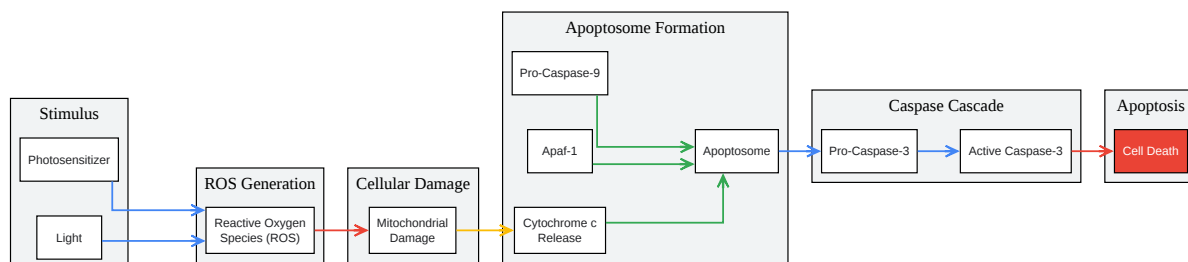 Stimulus
Photosensitizer
Light
ROS Generation
Reactive Oxygen
Species (ROS)
Cellular Damage
Mitochondrial
Damage
Apoptosome Formation
Pro-Caspase-9
Apaf-1
Cytochrome c
Release
Apoptosome
Caspase Cascade
Pro-Caspase-3
Active Caspase-3
Apoptosis
Cell Death